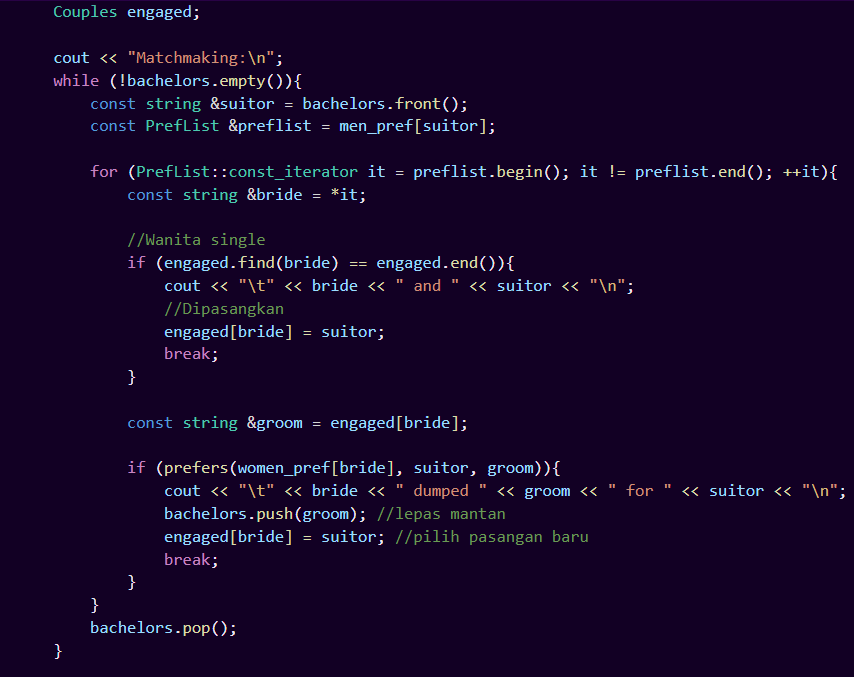 Couples engaged;

cout << "Matchmaking:\n";
while (!bachelors.empty()){
    const string &suitor = bachelors.front();
    const PrefList &preflist = men_pref[suitor];

    for (PrefList::const_iterator it = preflist.begin(); it != preflist.end(); ++it){
        const string &bride = *it;

        //Wanita single
        if (engaged.find(bride) == engaged.end()){
            cout << "\t" << bride << " and " << suitor << "\n";
            //Dipasangkan
            engaged[bride] = suitor;
            break;
        }

        const string &groom = engaged[bride];

        if (prefers(women_pref[bride], suitor, groom)){
            cout << "\t" << bride << " dumped " << groom << " for " << suitor << "\n";
            bachelors.push(groom); //lepas mantan
            engaged[bride] = suitor; //pilih pasangan baru
            break;
        }
    }
    bachelors.pop();
}